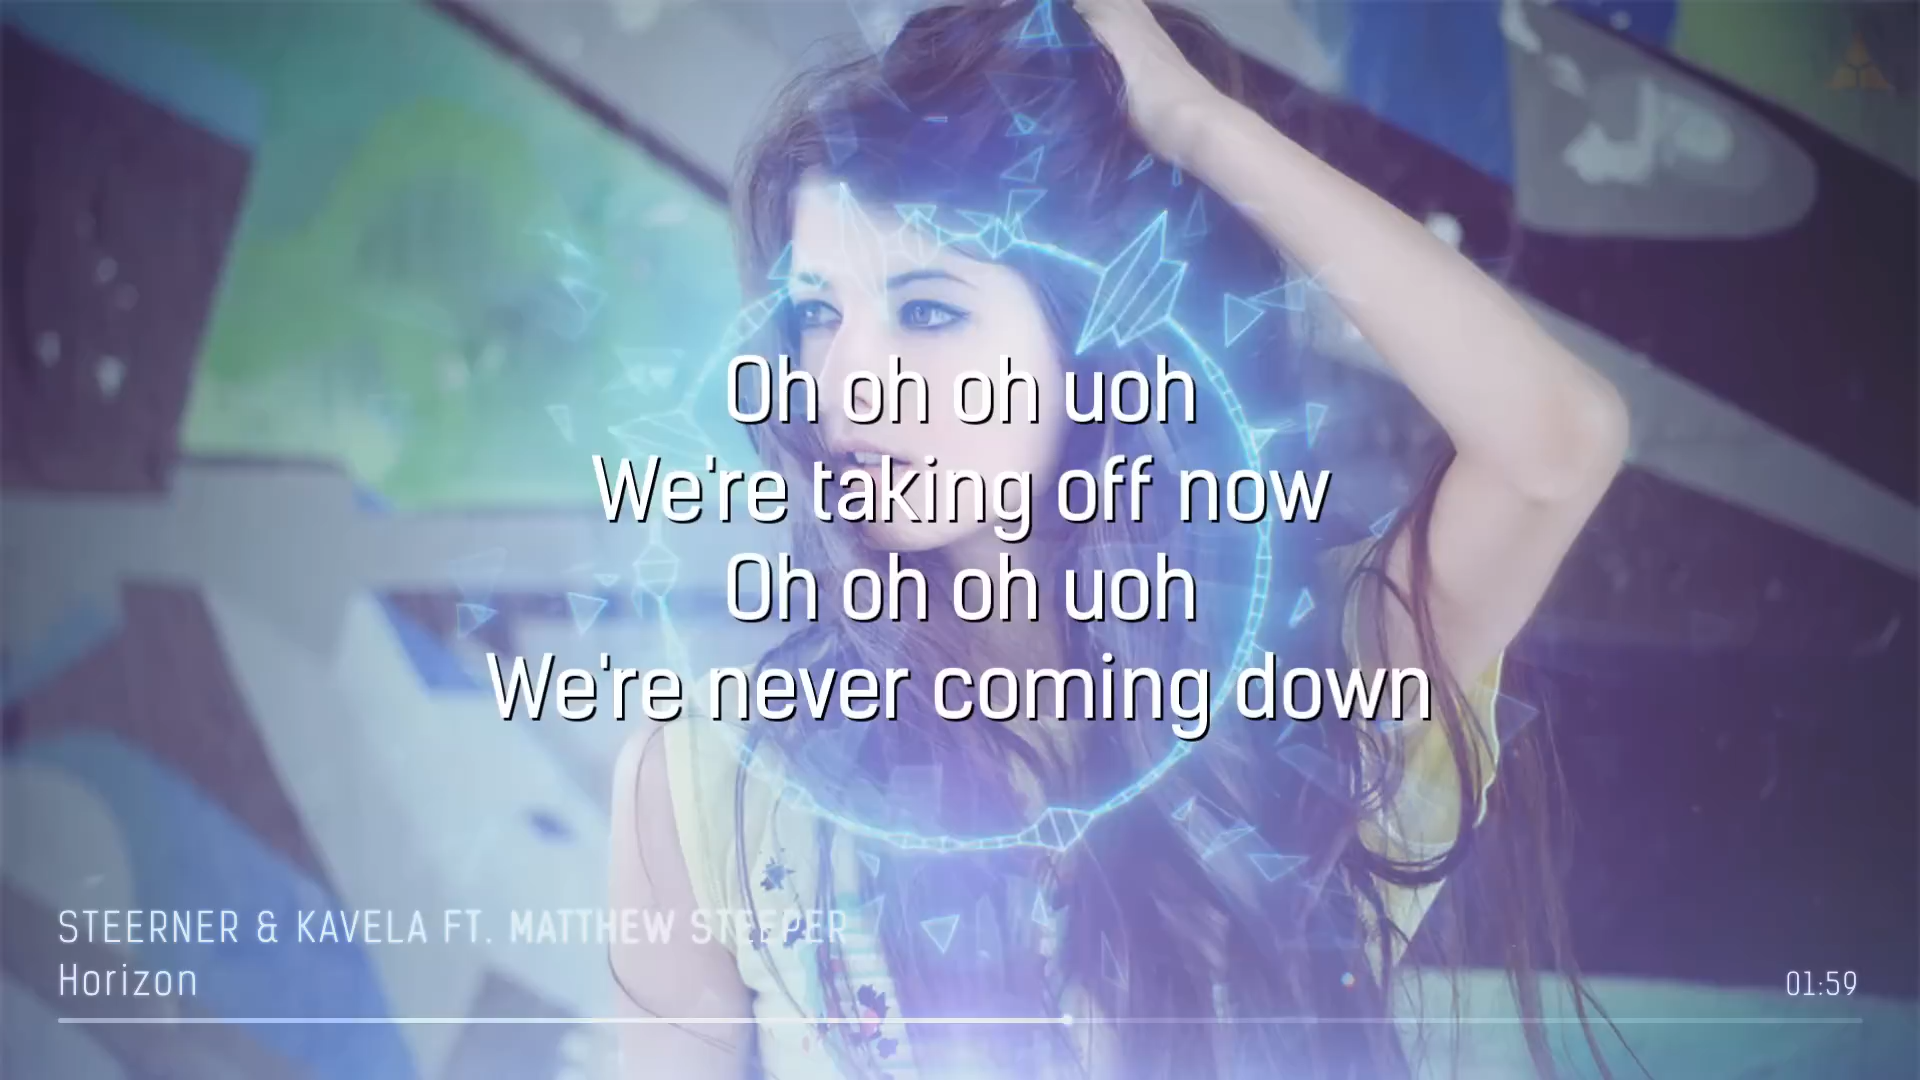 Oh oh oh uoh
We're taking off now
Oh oh oh uoh
We're never coming down
STEERNER & KAVELA FT. MATTHEW STEEPER
Horizon
01:59